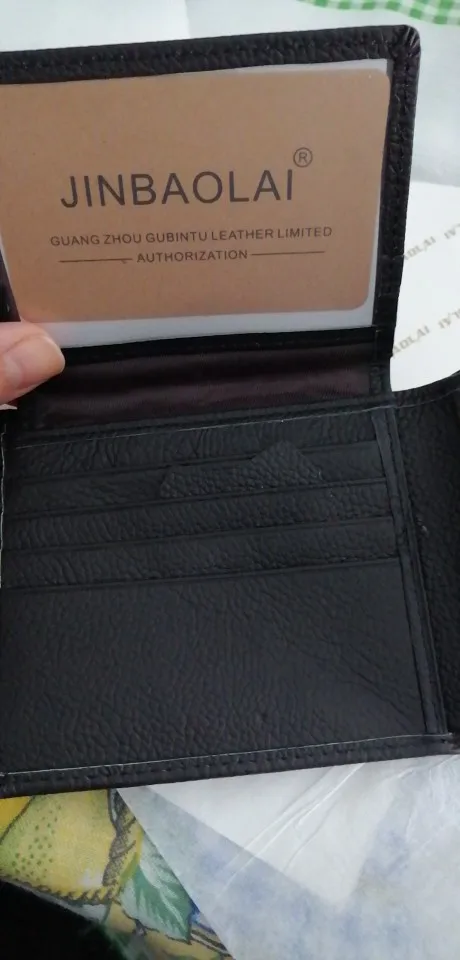 JINBAOLAI®
GUANG ZHOU GUBINTU LEATHER LIMITED
AUTHORIZATION